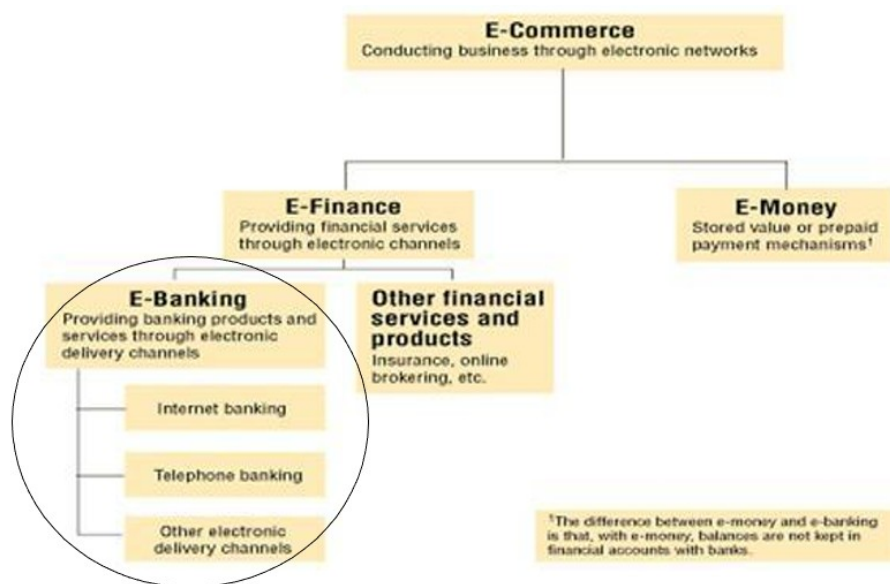 E-Commerce
Conducting business through electronic networks
E-Finance
Providing financial services
through electronic channels
E-Money
Stored value or prepaid
payment mechanisms¹
E-Banking
Providing banking products and
services through electronic
delivery channels
Other financial
services and
products
Insurance, online
brokering, etc.
Internet banking
Telephone banking
Other electronic
delivery channels
¹The difference between e-money and e-banking
is that, with e-money, balances are not kept in
financial accounts with banks.